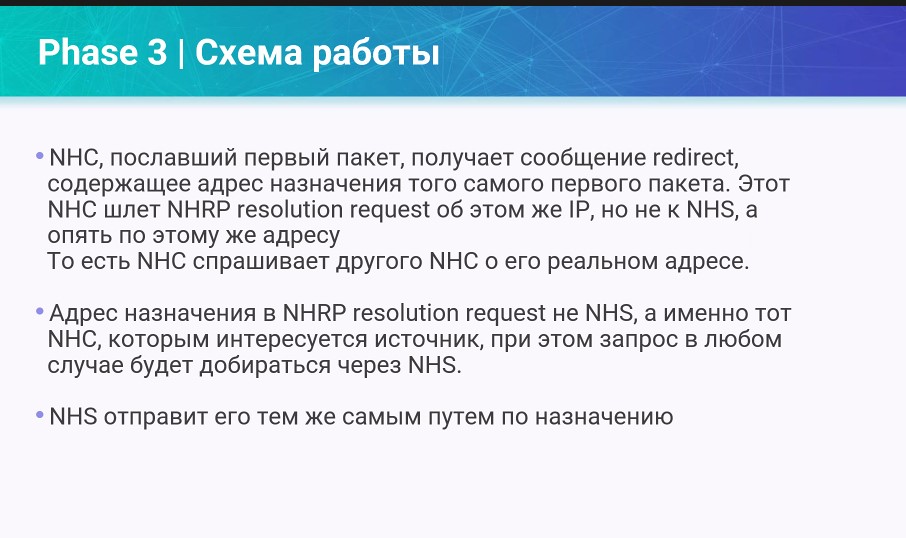 Phase 3 | Схема работы
• NHC, пославший первый пакет, получает сообщение redirect,
содержащее адрес назначения того самого первого пакета. Этот
NHC шлет NHRP resolution request об этом же IP, но не к NHS, а
опять по этому же адресу
То есть NHC спрашивает другого NHC о его реальном адресе.
• Адрес назначения в NHRP resolution request не NHS, а именно тот
NHC, которым интересуется источник, при этом запрос в любом
случае будет добираться через NHS.
• NHS отправит его тем же самым путем по назначению